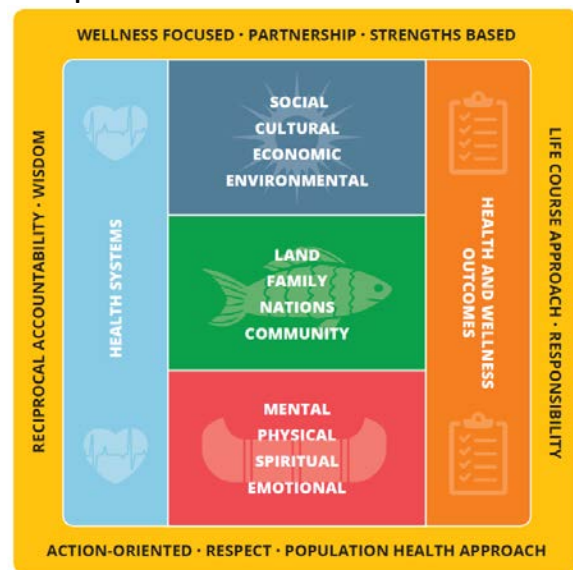 WELLNESS FOCUSED · PARTNERSHIP · STRENGTHS BASED
RECIPROCAL ACCOUNTABILITY · WISDOM
HEALTH SYSTEMS
SOCIAL
CULTURAL
ECONOMIC
ENVIRONMENTAL
LAND
FAMILY
NATIONS
COMMUNITY
MENTAL
PHYSICAL
SPIRITUAL
EMOTIONAL
HEALTH AND WELLNESS
OUTCOMES
LIFE COURSE APPROACH · RESPONSIBILITY
ACTION-ORIENTED · RESPECT · POPULATION HEALTH APPROACH